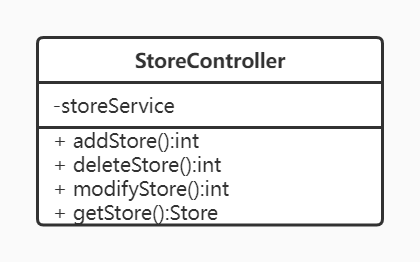 StoreController
-storeService
+ addStore():int
+ deleteStore():int
+ modifyStore():int
+ getStore():Store